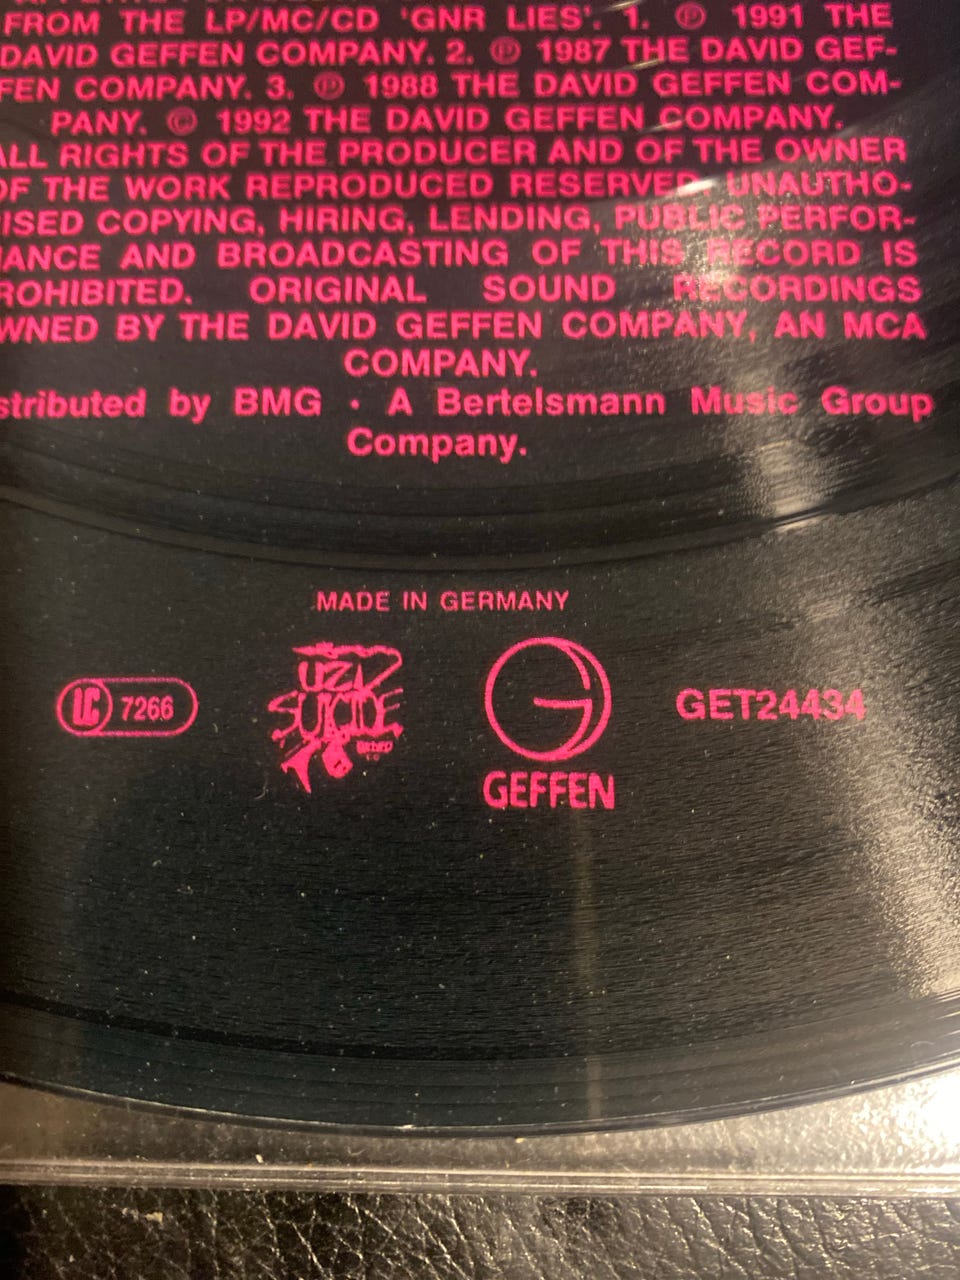 FROM THE LP/MC/CD 'GNR LIES'. 1. ℗ 1991 THE
DAVID GEFFEN COMPANY. 2. ℗ 1987 THE DAVID GEF-
FEN COMPANY. 3. ℗ 1988 THE DAVID GEFFEN COM-
PANY. © 1992 THE DAVID GEFFEN COMPANY.
ALL RIGHTS OF THE PRODUCER AND OF THE OWNER
OF THE WORK REPRODUCED RESERVED. UNAUTHO-
RISED COPYING, HIRING, LENDING, PUBLIC PERFOR-
MANCE AND BROADCASTING OF THIS RECORD IS
PROHIBITED. ORIGINAL SOUND RECORDINGS
OWNED BY THE DAVID GEFFEN COMPANY, AN MCA
COMPANY.
Distributed by BMG · A Bertelsmann Music Group
Company.
MADE IN GERMANY
LC 7266
UZI
SUICIDE
GEFFEN
GET24434